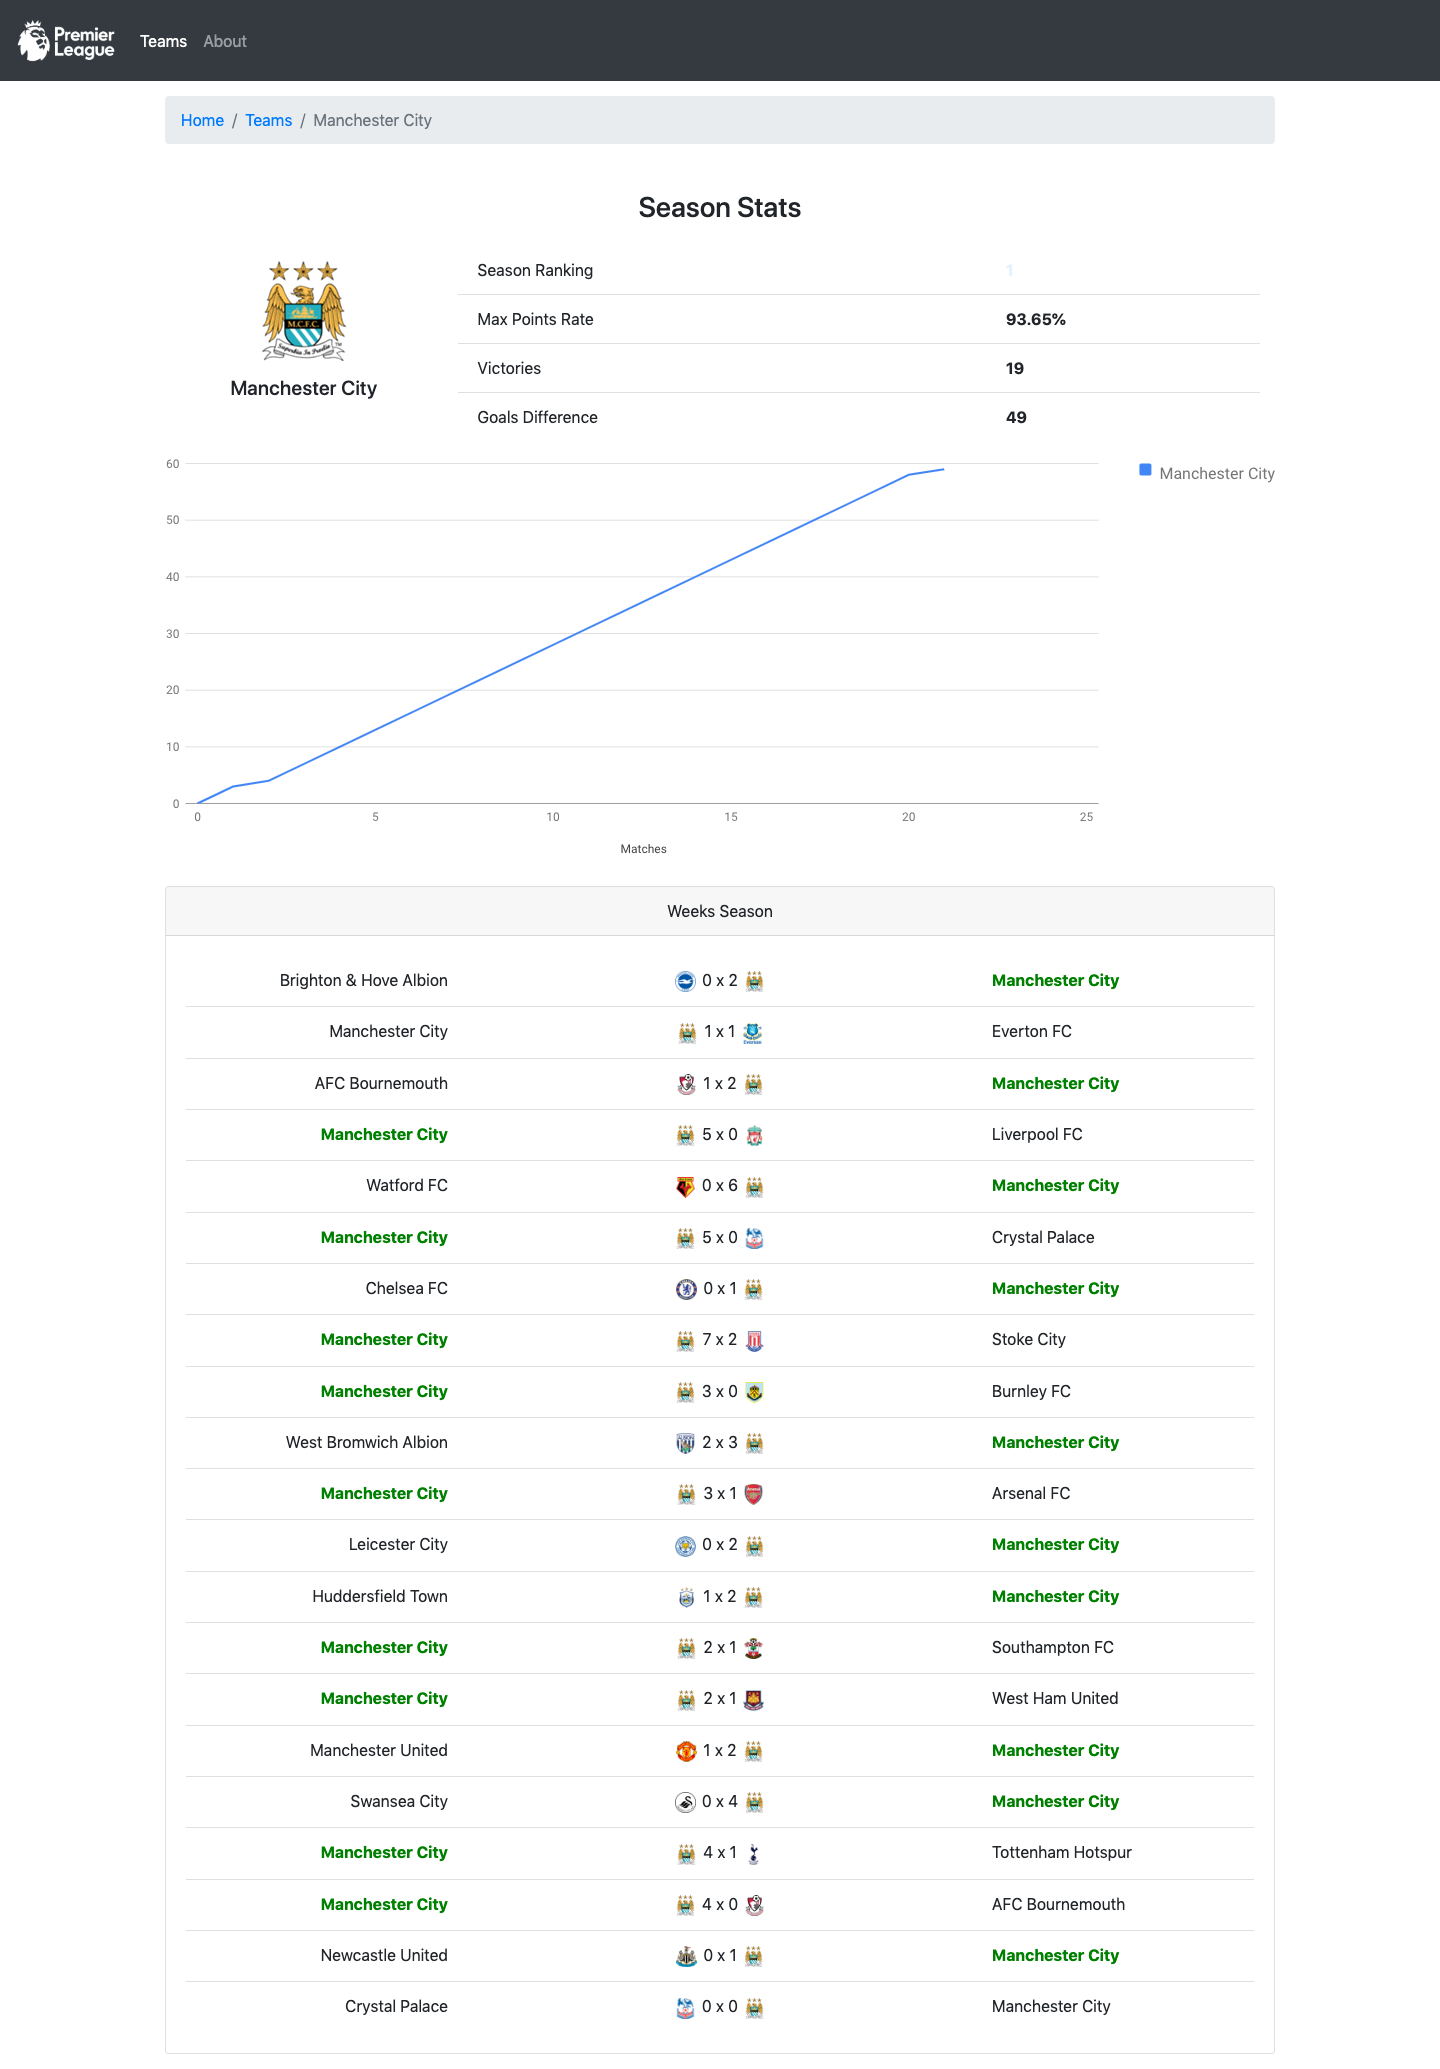 Premier
League
Teams About
Home / Teams / Manchester City
Season Stats
M.C.F.C.
Manchester City
Season Ranking 1
Max Points Rate 93.65%
Victories 19
Goals Difference 49
60
50
40
30
20
10
0
0 5 10 15 20 25
Matches
Manchester City
Weeks Season
Brighton & Hove Albion 0 x 2 Manchester City
Manchester City 1 x 1 Everton FC
AFC Bournemouth 1 x 2 Manchester City
Manchester City 5 x 0 Liverpool FC
Watford FC 0 x 6 Manchester City
Manchester City 5 x 0 Crystal Palace
Chelsea FC 0 x 1 Manchester City
Manchester City 7 x 2 Stoke City
Manchester City 3 x 0 Burnley FC
West Bromwich Albion 2 x 3 Manchester City
Manchester City 3 x 1 Arsenal FC
Leicester City 0 x 2 Manchester City
Huddersfield Town 1 x 2 Manchester City
Manchester City 2 x 1 Southampton FC
Manchester City 2 x 1 West Ham United
Manchester United 1 x 2 Manchester City
Swansea City 0 x 4 Manchester City
Manchester City 4 x 1 Tottenham Hotspur
Manchester City 4 x 0 AFC Bournemouth
Newcastle United 0 x 1 Manchester City
Crystal Palace 0 x 0 Manchester City